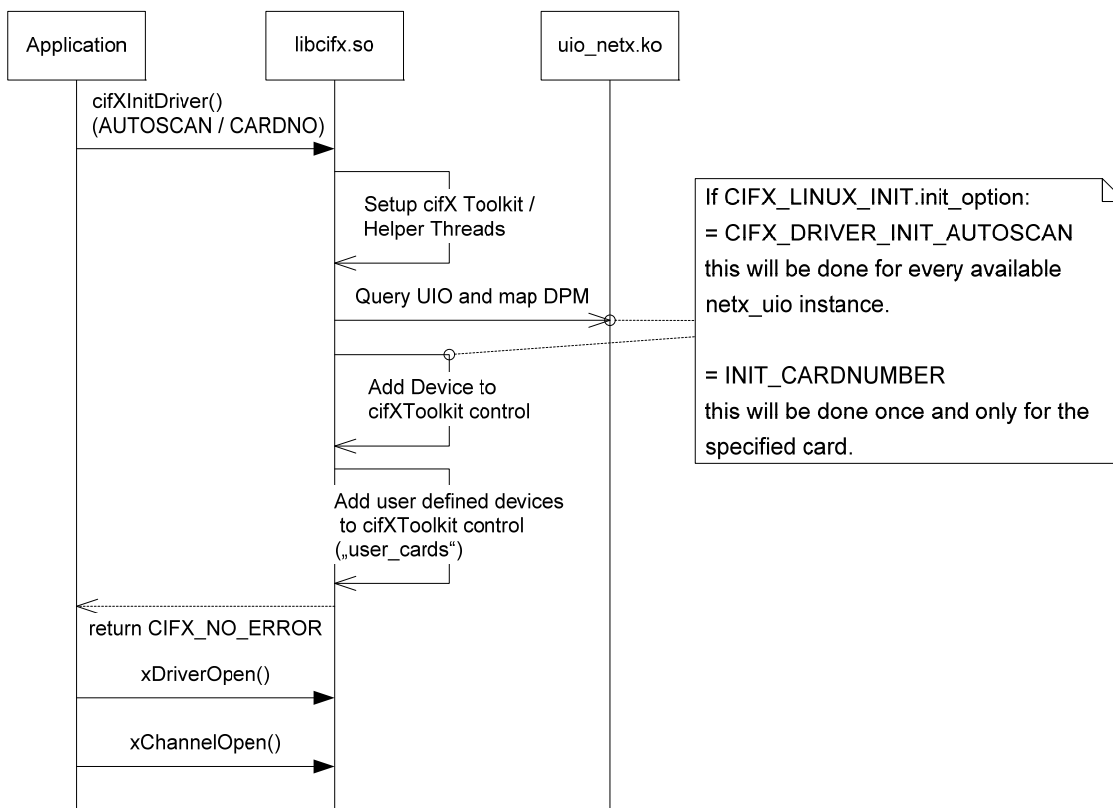 Application
libcifx.so
uio_netx.ko
cifXInitDriver()
(AUTOSCAN / CARDNO)
Setup cifX Toolkit /
Helper Threads
Query UIO and map DPM
Add Device to
cifXToolkit control
Add user defined devices
to cifXToolkit control
(„user_cards“)
return CIFX_NO_ERROR
xDriverOpen()
xChannelOpen()
If CIFX_LINUX_INIT.init_option:
= CIFX_DRIVER_INIT_AUTOSCAN
this will be done for every available
netx_uio instance.
= INIT_CARDNUMBER
this will be done once and only for the
specified card.